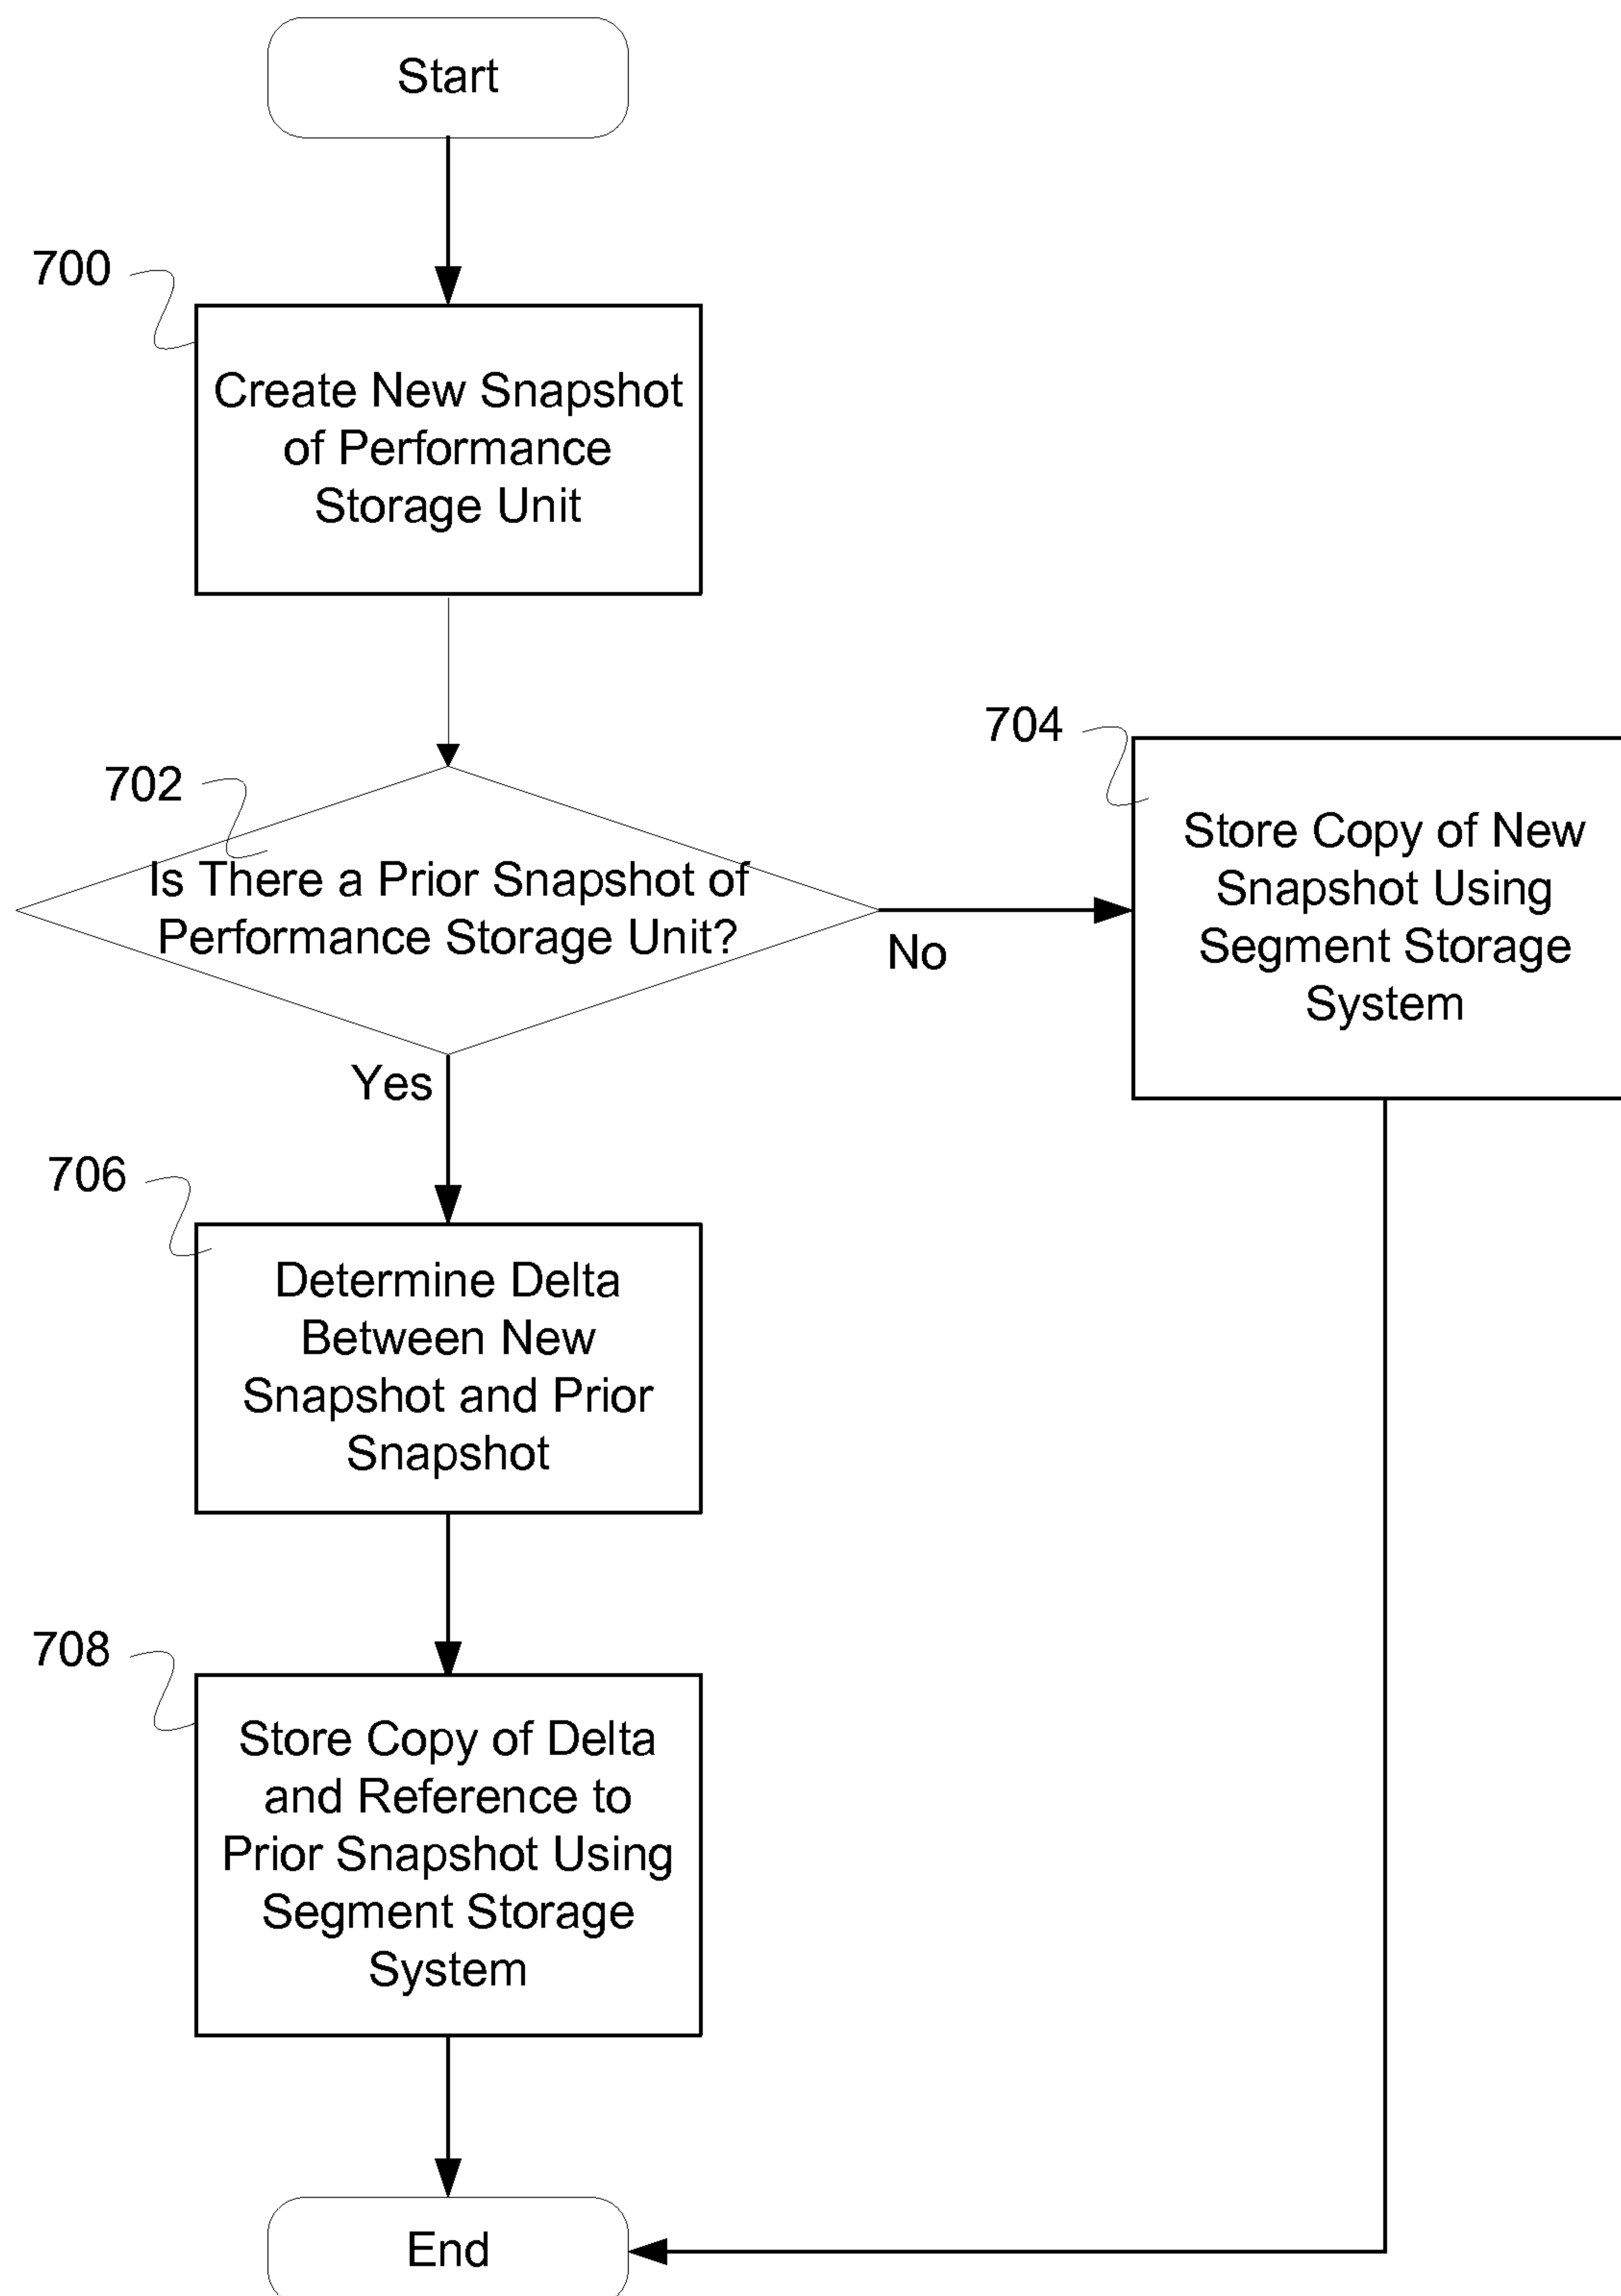 Start
700
Create New Snapshot
of Performance
Storage Unit
702
Is There a Prior Snapshot of
Performance Storage Unit?
No
704
Store Copy of New
Snapshot Using
Segment Storage
System
Yes
706
Determine Delta
Between New
Snapshot and Prior
Snapshot
708
Store Copy of Delta
and Reference to
Prior Snapshot Using
Segment Storage
System
End